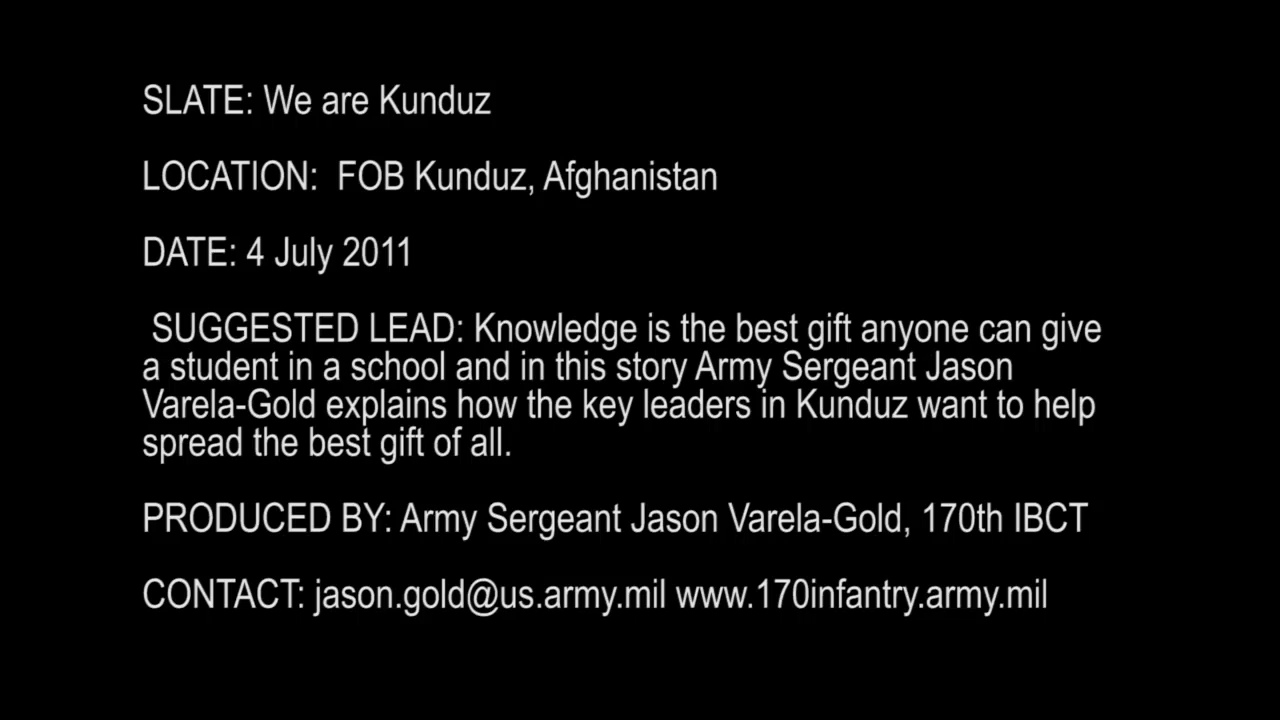 SLATE: We are Kunduz
LOCATION: FOB Kunduz, Afghanistan
DATE: 4 July 2011
SUGGESTED LEAD: Knowledge is the best gift anyone can give
a student in a school and in this story Army Sergeant Jason
Varela-Gold explains how the key leaders in Kunduz want to help
spread the best gift of all.
PRODUCED BY: Army Sergeant Jason Varela-Gold, 170th IBCT
CONTACT: jason.gold@us.army.mil www.170infantry.army.mil